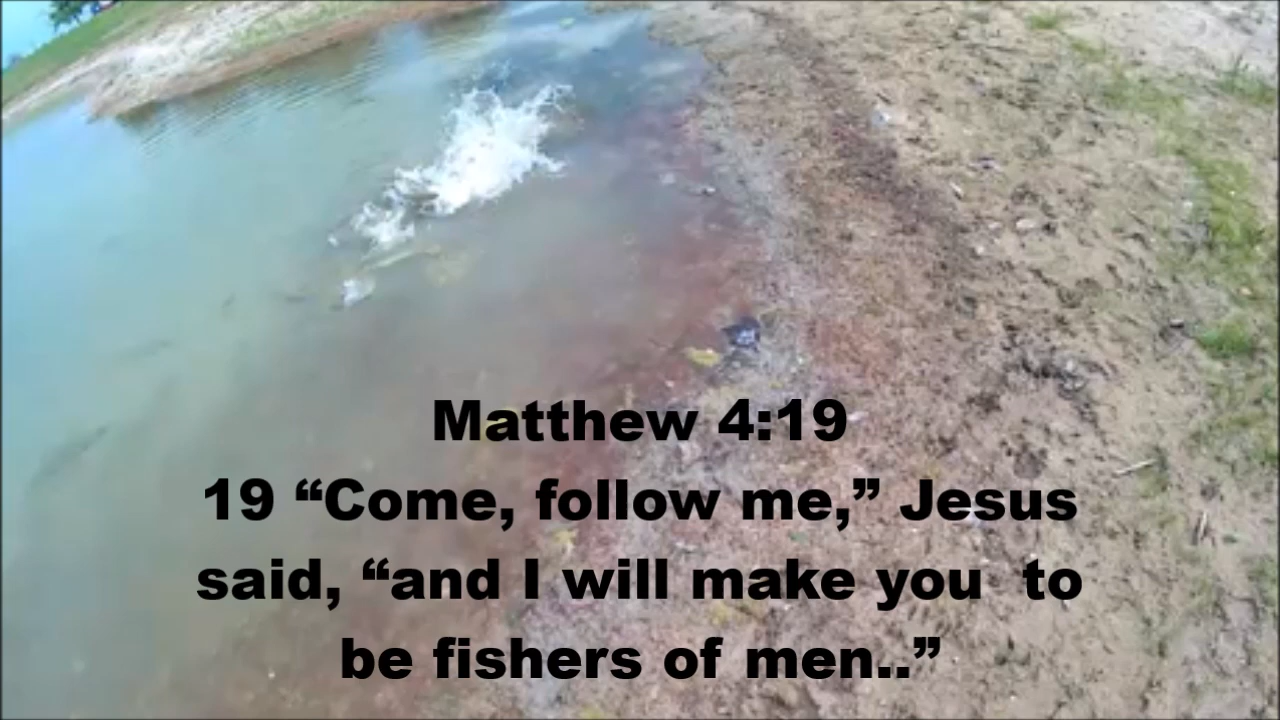 Matthew 4:19
19 “Come, follow me,” Jesus
said, “and I will make you  to
be fishers of men..”